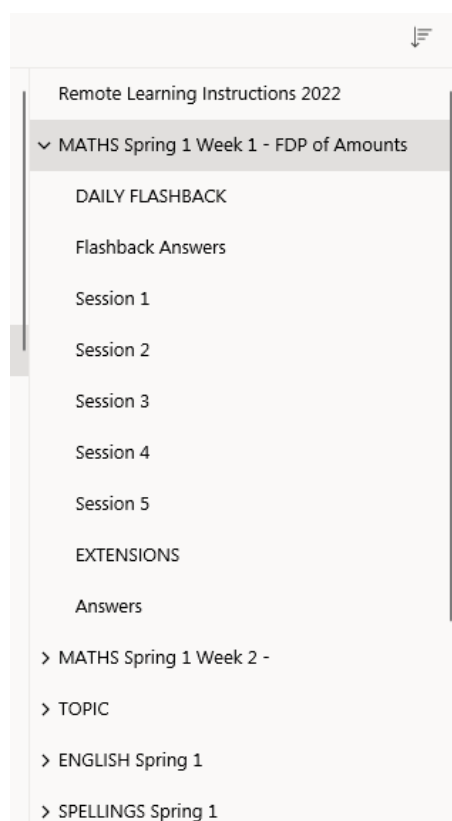 Remote Learning Instructions 2022
MATHS Spring 1 Week 1 - FDP of Amounts
DAILY FLASHBACK
Flashback Answers
Session 1
Session 2
Session 3
Session 4
Session 5
EXTENSIONS
Answers
MATHS Spring 1 Week 2 -
TOPIC
ENGLISH Spring 1
SPELLINGS Spring 1